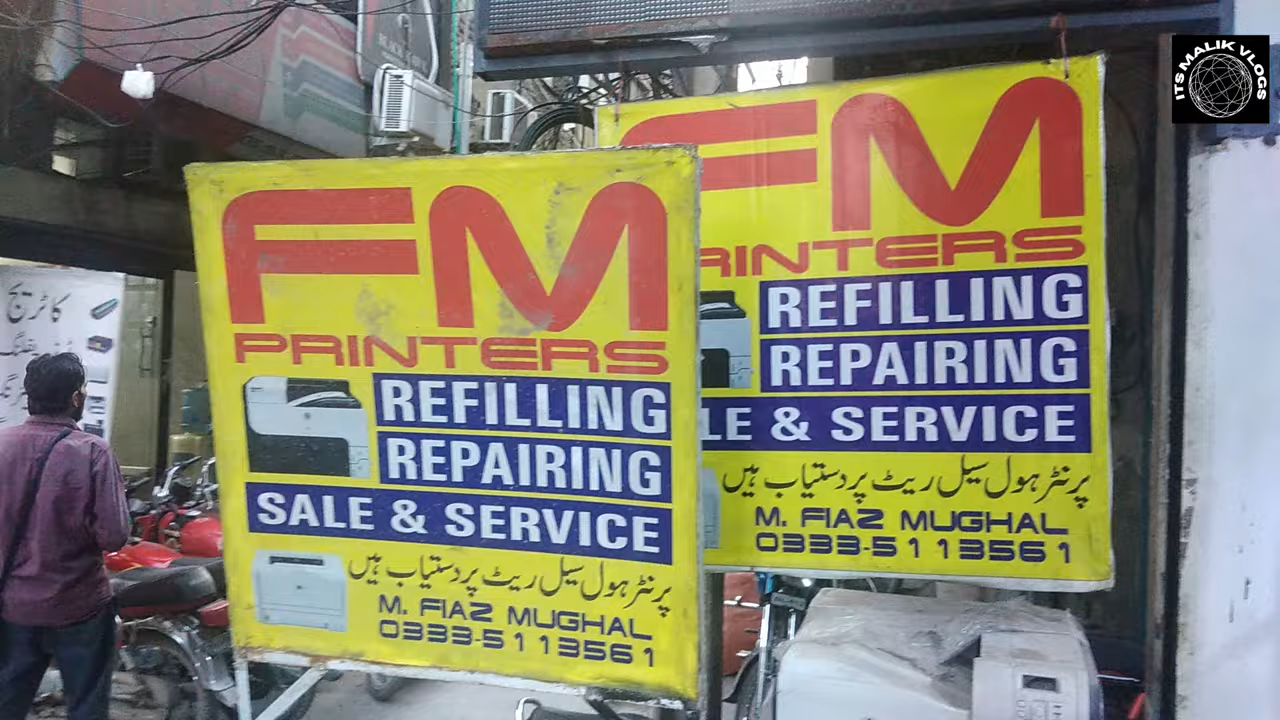 FM
PRINTERS
REFILLING
REPAIRING
SALE & SERVICE
پرنٹر ہول سیل ریٹ پر دستیاب ہیں
M. FIAZ MUGHAL
0333-5113561
FM
RINTERS
REFILLING
REPAIRING
LE & SERVICE
پرنٹر ہول سیل ریٹ پر دستیاب ہیں
M. FIAZ MUGHAL
0333-5113561
کاٹریج
ITS MALIK VLOGS